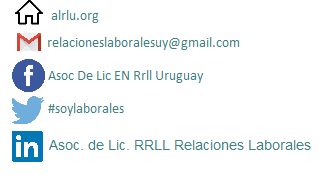 alrlu.org
relacioneslaboralesuy@gmail.com
Asoc De Lic EN Rrll Uruguay
#soylaborales
Asoc. de Lic. RRLL Relaciones Laborales